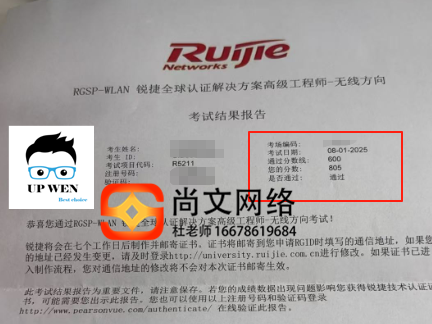 Ruijie
Networks
RGSP-WLAN 锐捷全球认证解决方案高级工程师-无线方向
考试结果报告
考生姓名:
考生 ID:
考试项目代码: R5211
注册号码:
验证码:
考场编码:
考试日期: 08-01-2025
通过分数线: 600
您的分数: 805
是否通过: 通过
UP WEN
Best choice
尚文网络
杜老师 16678619684
恭喜您通过RGSP-WLAN 锐捷全球认证解决方案高级工程师-无线方向考试!
锐捷将会在七个工作日后制作并邮寄证书。证书将邮寄到您申请RGID时填写的通信地址，如果您
的地址已经发生变更，请及时登录http://university.ruijie.com.cn进行修改。如果证书已进
入制作流程，您对通信地址的修改将不会对本次证书邮寄生效。
此考试结果报告为重要文件，请注意保存。若您的成绩数据出现问题影响您获得锐捷技术认证证
书，可能需要您出示此报告。您也可以使用以上注册号码和验证码登录
http://www.pearsonvue.com/authenticate/ 在线验证此报告。